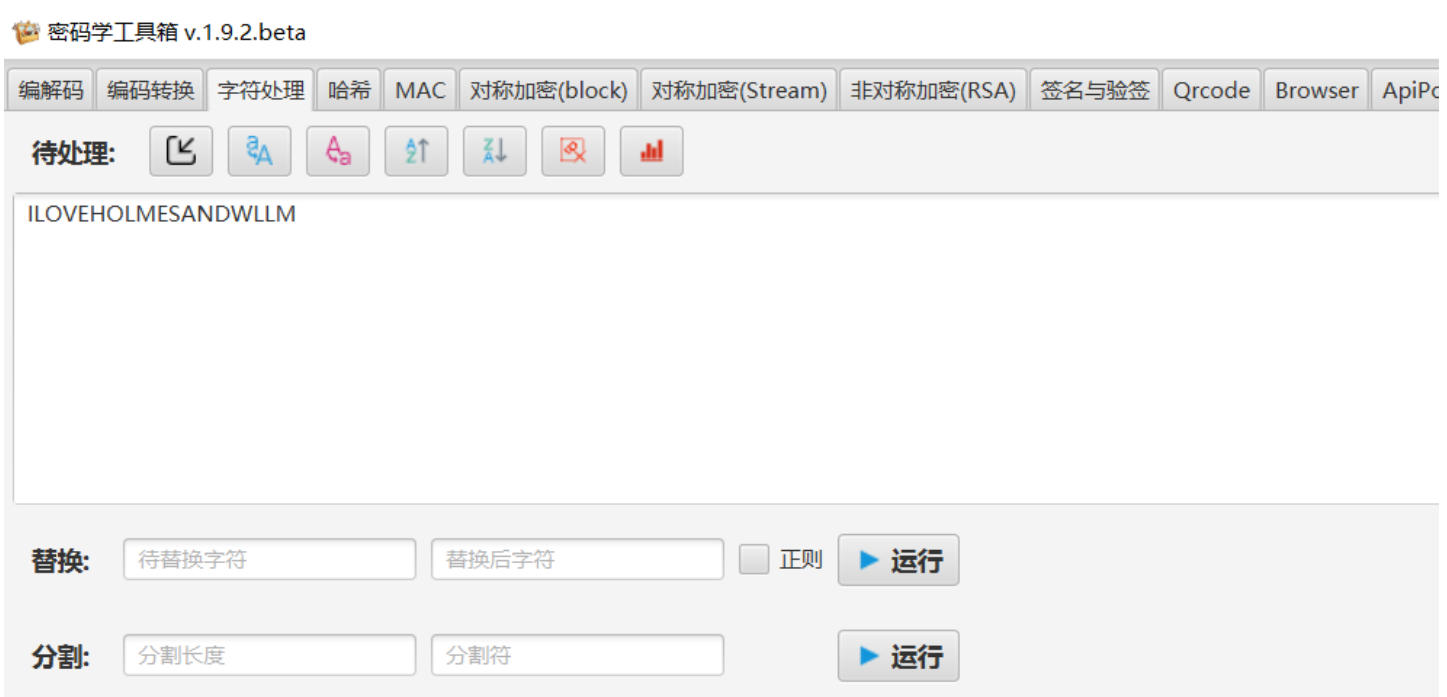 密码学工具箱 v.1.9.2.beta
编解码 编码转换 字符处理 哈希 MAC 对称加密(block) 对称加密(Stream) 非对称加密(RSA) 签名与验签 Qrcode Browser
待处理:
ILOVEHOLMESANDWLLM
替换: 待替换字符 替换后字符 正则 运行
分割: 分割长度 分割符 运行